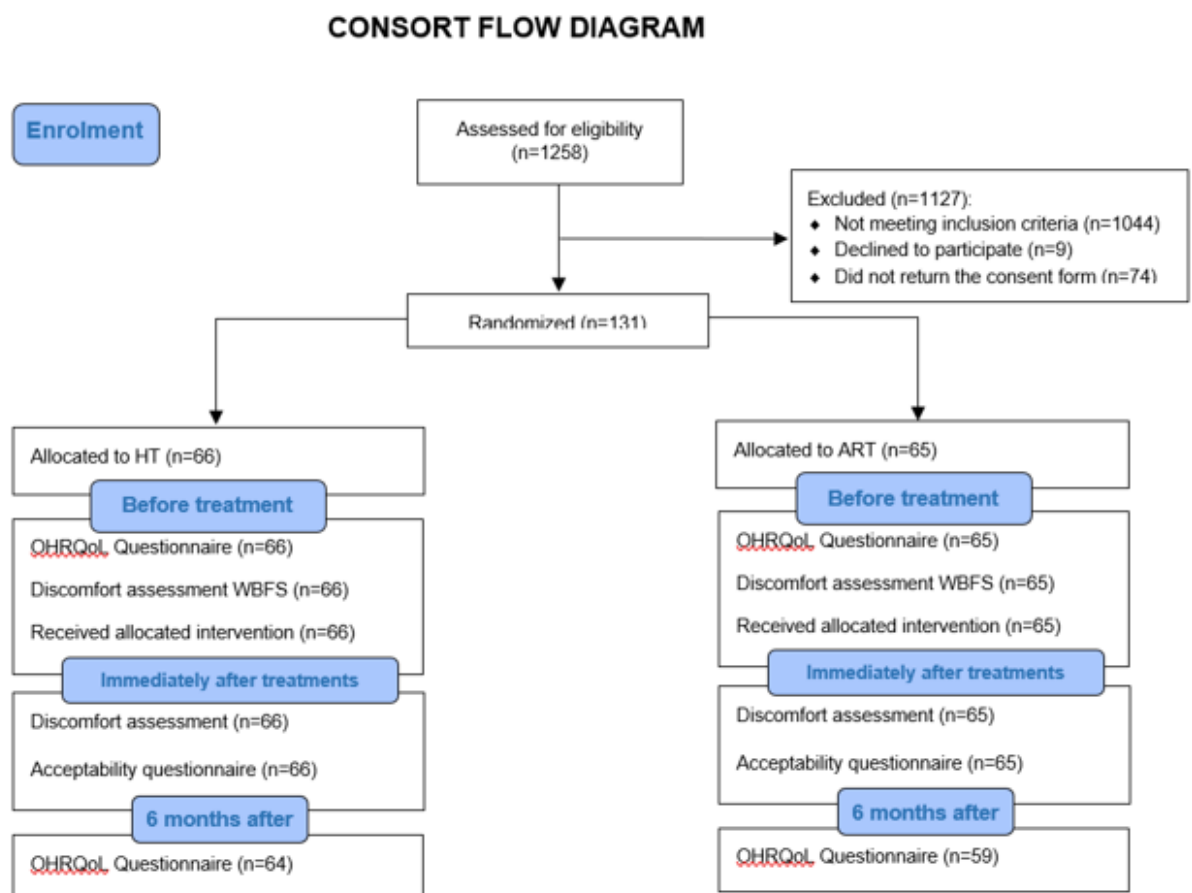 CONSORT FLOW DIAGRAM
Enrolment
Assessed for eligibility
(n=1258)
Excluded (n=1127):
♦ Not meeting inclusion criteria (n=1044)
♦ Declined to participate (n=9)
♦ Did not return the consent form (n=74)
Randomized (n=131)
Allocated to HT (n=66)
Before treatment
OHRQoL Questionnaire (n=66)
Discomfort assessment WBFS (n=66)
Received allocated intervention (n=66)
Immediately after treatments
Discomfort assessment (n=66)
Acceptability questionnaire (n=66)
6 months after
OHRQoL Questionnaire (n=64)
Allocated to ART (n=65)
Before treatment
OHRQoL Questionnaire (n=65)
Discomfort assessment WBFS (n=65)
Received allocated intervention (n=65)
Immediately after treatments
Discomfort assessment (n=65)
Acceptability questionnaire (n=65)
6 months after
OHRQoL Questionnaire (n=59)